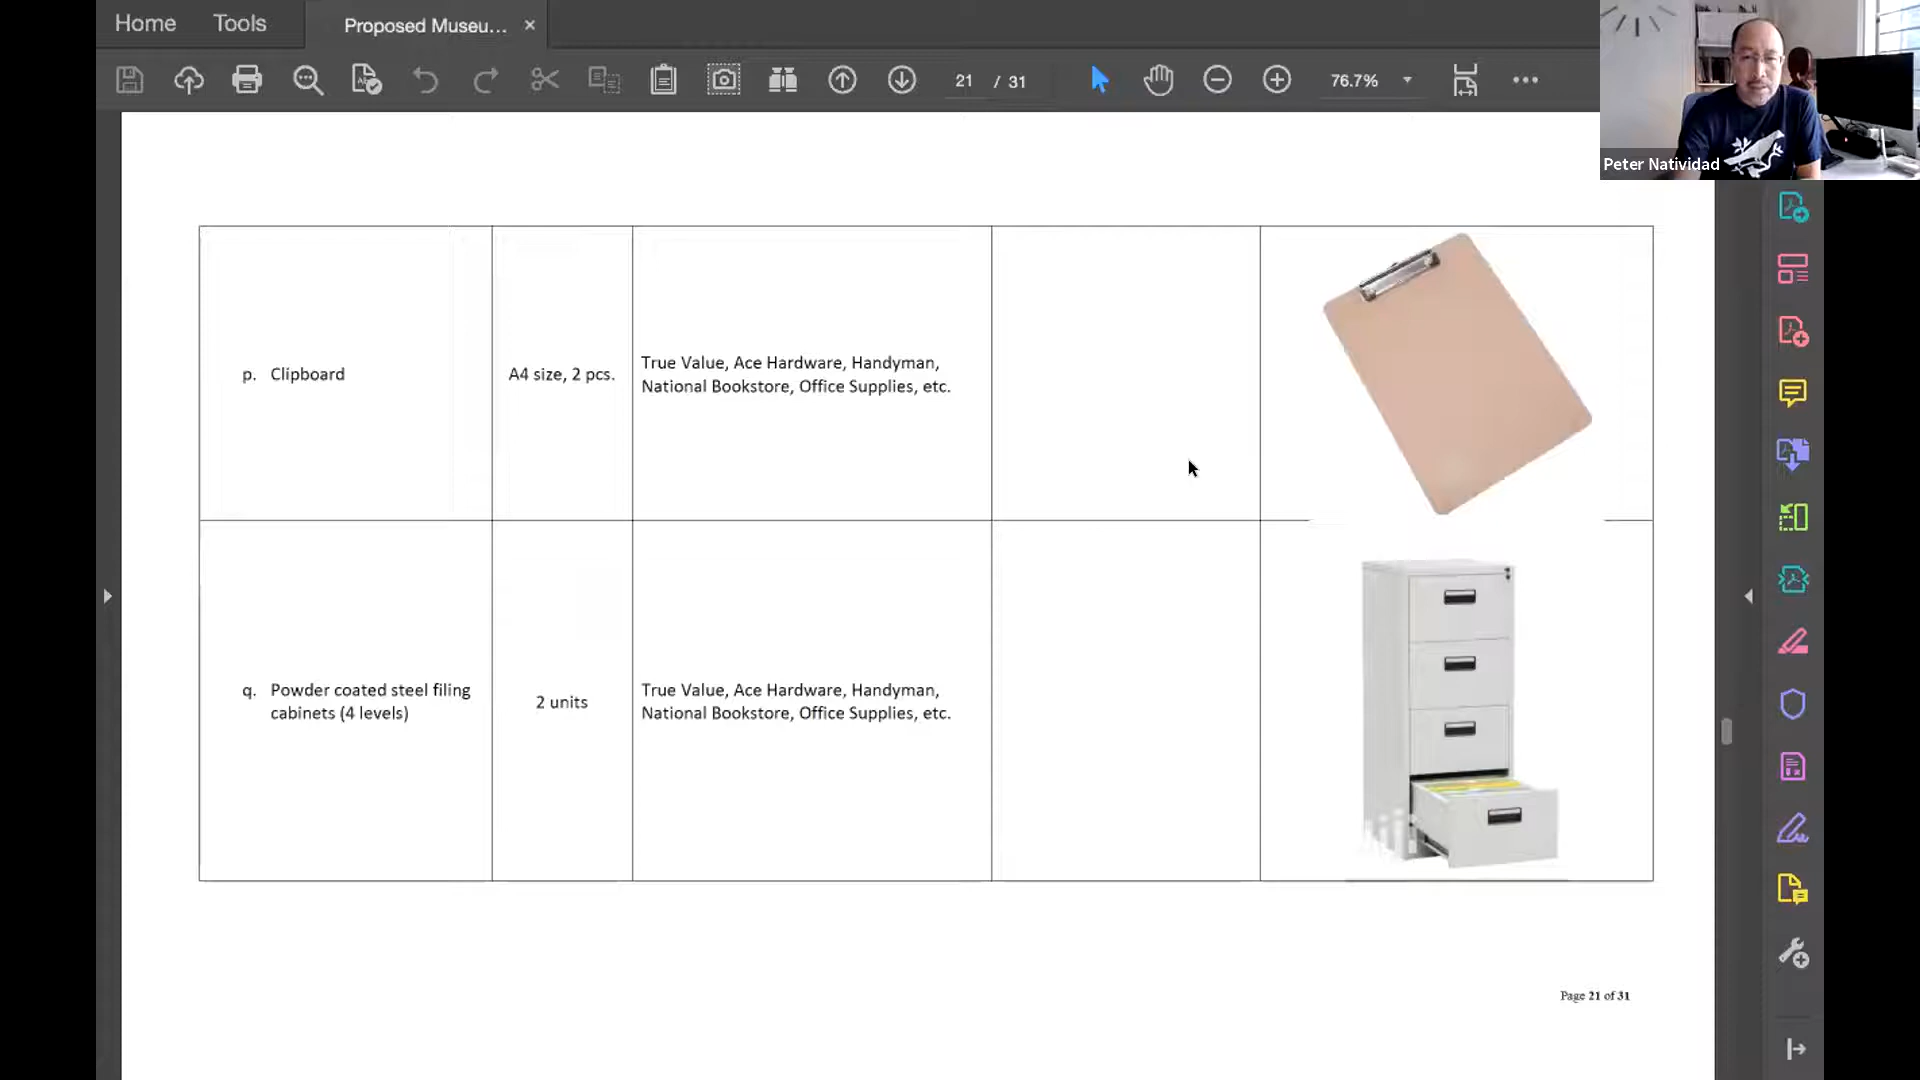 Home
Tools
Proposed Museu...
21 / 31
76.7%
Peter Natividad
p. Clipboard
A4 size, 2 pcs.
True Value, Ace Hardware, Handyman,
National Bookstore, Office Supplies, etc.
q. Powder coated steel filing
cabinets (4 levels)
2 units
True Value, Ace Hardware, Handyman,
National Bookstore, Office Supplies, etc.
Page 21 of 31